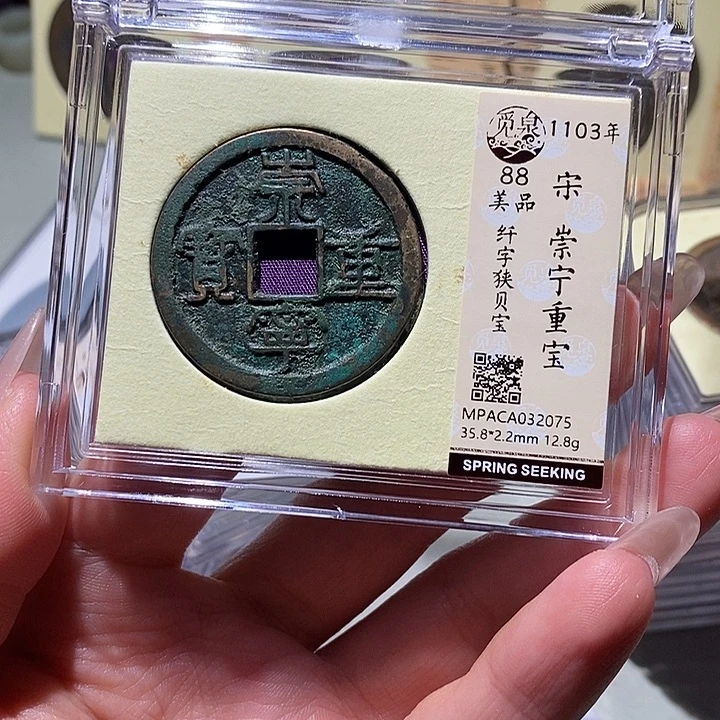 崇
寶 重
寧
觅泉
1103年
88
美品
纤字狭贝宝
宋 崇宁重宝
MPACA032075
35.8*2.2mm 12.8g
SPRING SEEKING